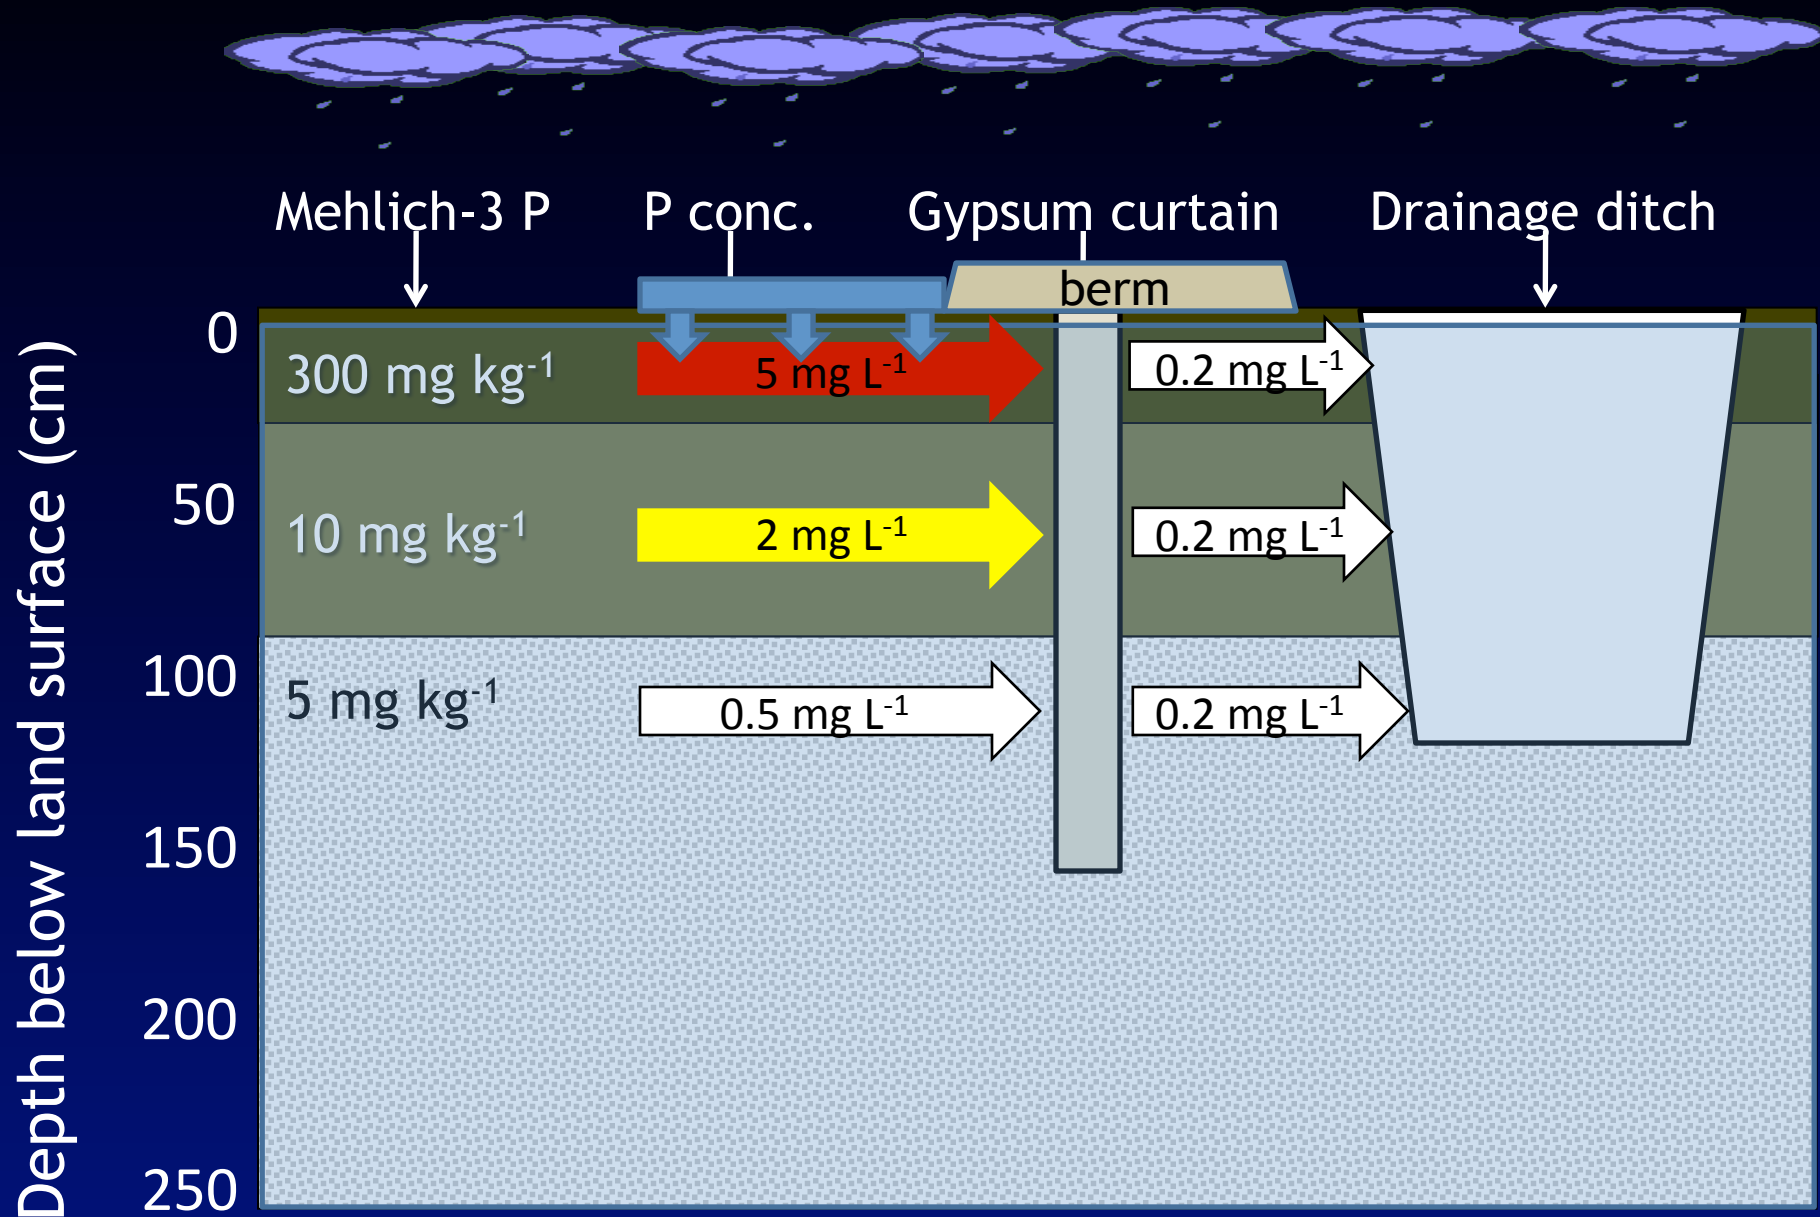 Mehlich-3 P
P conc.
Gypsum curtain
Drainage ditch
berm
Depth below land surface (cm)
0
50
100
150
200
250
300 mg kg⁻¹
5 mg L⁻¹
0.2 mg L⁻¹
10 mg kg⁻¹
2 mg L⁻¹
0.2 mg L⁻¹
5 mg kg⁻¹
0.5 mg L⁻¹
0.2 mg L⁻¹